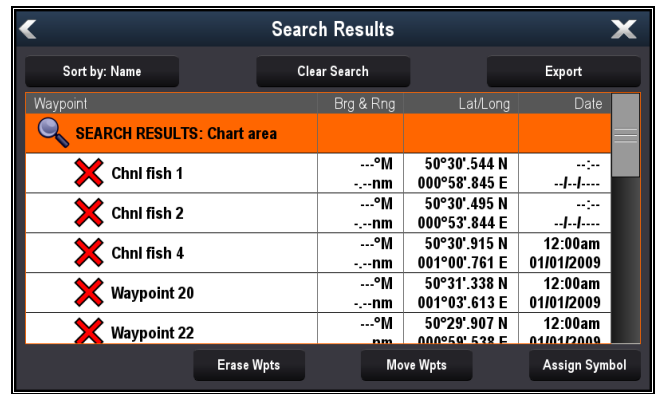 Search Results
Sort by: Name Clear Search Export
Waypoint Brg & Rng Lat/Long Date
SEARCH RESULTS: Chart area
Chnl fish 1 ---°M 50°30'.544 N --:--
-.--nm 000°58'.845 E --/--/----
Chnl fish 2 ---°M 50°30'.495 N --:--
-.--nm 000°53'.844 E --/--/----
Chnl fish 4 ---°M 50°30'.915 N 12:00am
-.--nm 001°00'.761 E 01/01/2009
Waypoint 20 ---°M 50°31'.338 N 12:00am
-.--nm 001°03'.613 E 01/01/2009
Waypoint 22 ---°M 50°29'.907 N 12:00am
-.--nm 000°59'.538 E 01/01/2009
Erase Wpts Move Wpts Assign Symbol